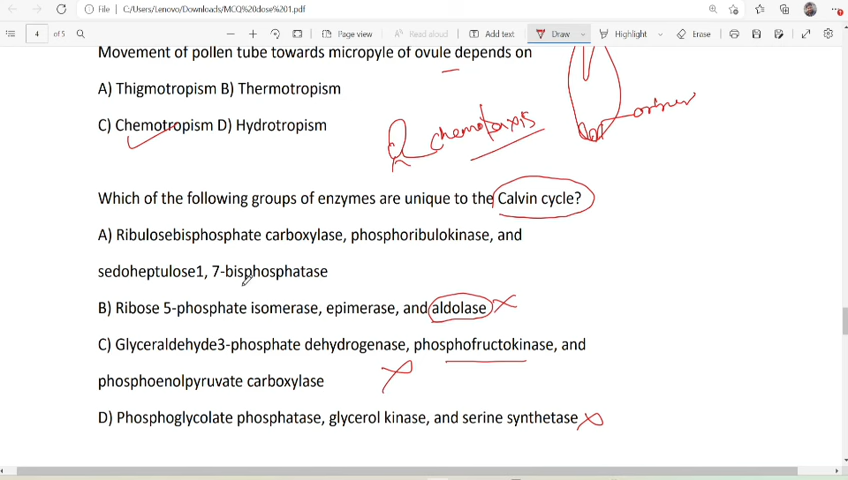 File | C:/Users/Lenovo/Downloads/MCQ%20dose%201.pdf
4 of 5
Page view
Read aloud
Add text
Draw
Highlight
Erase
Movement of pollen tube towards micropyle of ovule depends on
A) Thigmotropism B) Thermotropism
C) Chemotropism D) Hydrotropism
chemotaxis
Which of the following groups of enzymes are unique to the Calvin cycle?
A) Ribulosebisphosphate carboxylase, phosphoribulokinase, and
sedoheptulose1, 7-bisphosphatase
B) Ribose 5-phosphate isomerase, epimerase, and aldolase
C) Glyceraldehyde3-phosphate dehydrogenase, phosphofructokinase, and
phosphoenolpyruvate carboxylase
D) Phosphoglycolate phosphatase, glycerol kinase, and serine synthetase